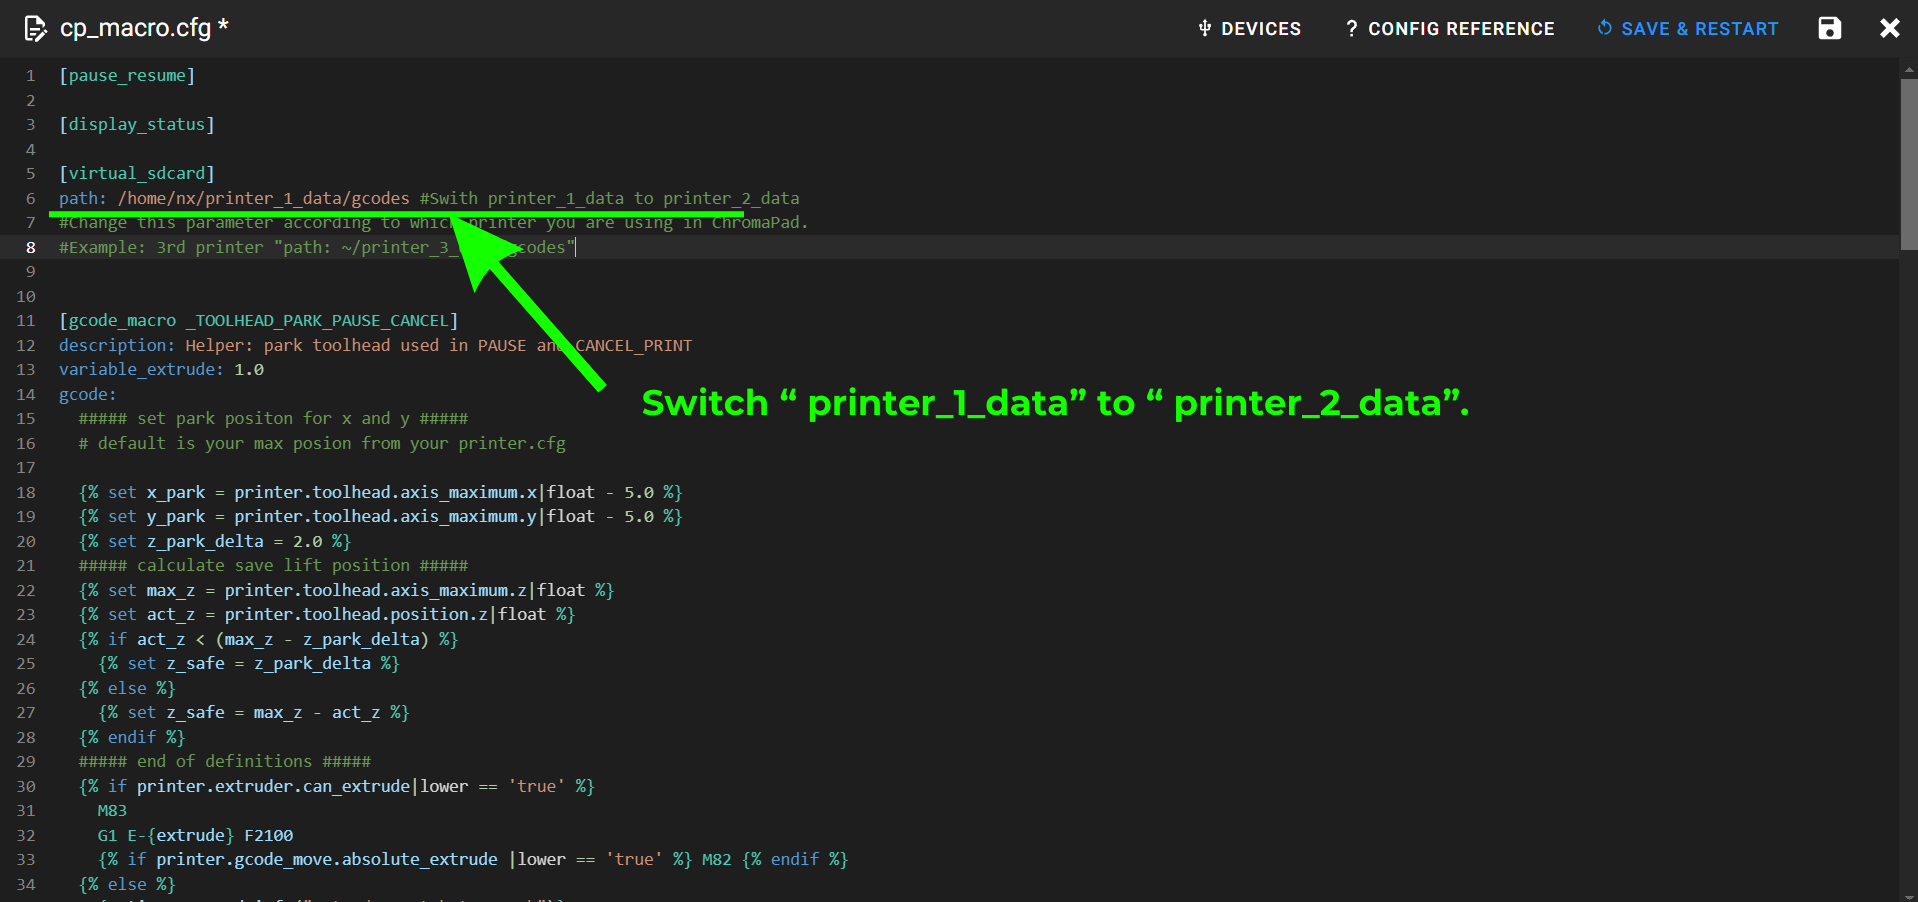 cp_macro.cfg *
DEVICES
? CONFIG REFERENCE
SAVE & RESTART
1 [pause_resume]
2
3 [display_status]
4
5 [virtual_sdcard]
6 path: /home/nx/printer_1_data/gcodes #Swith printer_1_data to printer_2_data
7 #Change this parameter according to which printer you are using in ChromaPad.
8 #Example: 3rd printer "path: ~/printer_3_ gcodes"
9
10
11 [gcode_macro _TOOLHEAD_PARK_PAUSE_CANCEL]
12 description: Helper: park toolhead used in PAUSE and CANCEL_PRINT
13 variable_extrude: 1.0
14 gcode:
Switch “ printer_1_data” to “ printer_2_data”.
15 ##### set park positon for x and y #####
16 # default is your max posion from your printer.cfg
17
18 {% set x_park = printer.toolhead.axis_maximum.x|float - 5.0 %}
19 {% set y_park = printer.toolhead.axis_maximum.y|float - 5.0 %}
20 {% set z_park_delta = 2.0 %}
21 ##### calculate save lift position #####
22 {% set max_z = printer.toolhead.axis_maximum.z|float %}
23 {% set act_z = printer.toolhead.position.z|float %}
24 {% if act_z < (max_z - z_park_delta) %}
25 {% set z_safe = z_park_delta %}
26 {% else %}
27 {% set z_safe = max_z - act_z %}
28 {% endif %}
29 ##### end of definitions #####
30 {% if printer.extruder.can_extrude|lower == 'true' %}
31 M83
32 G1 E-{extrude} F2100
33 {% if printer.gcode_move.absolute_extrude |lower == 'true' %} M82 {% endif %}
34 {% else %}